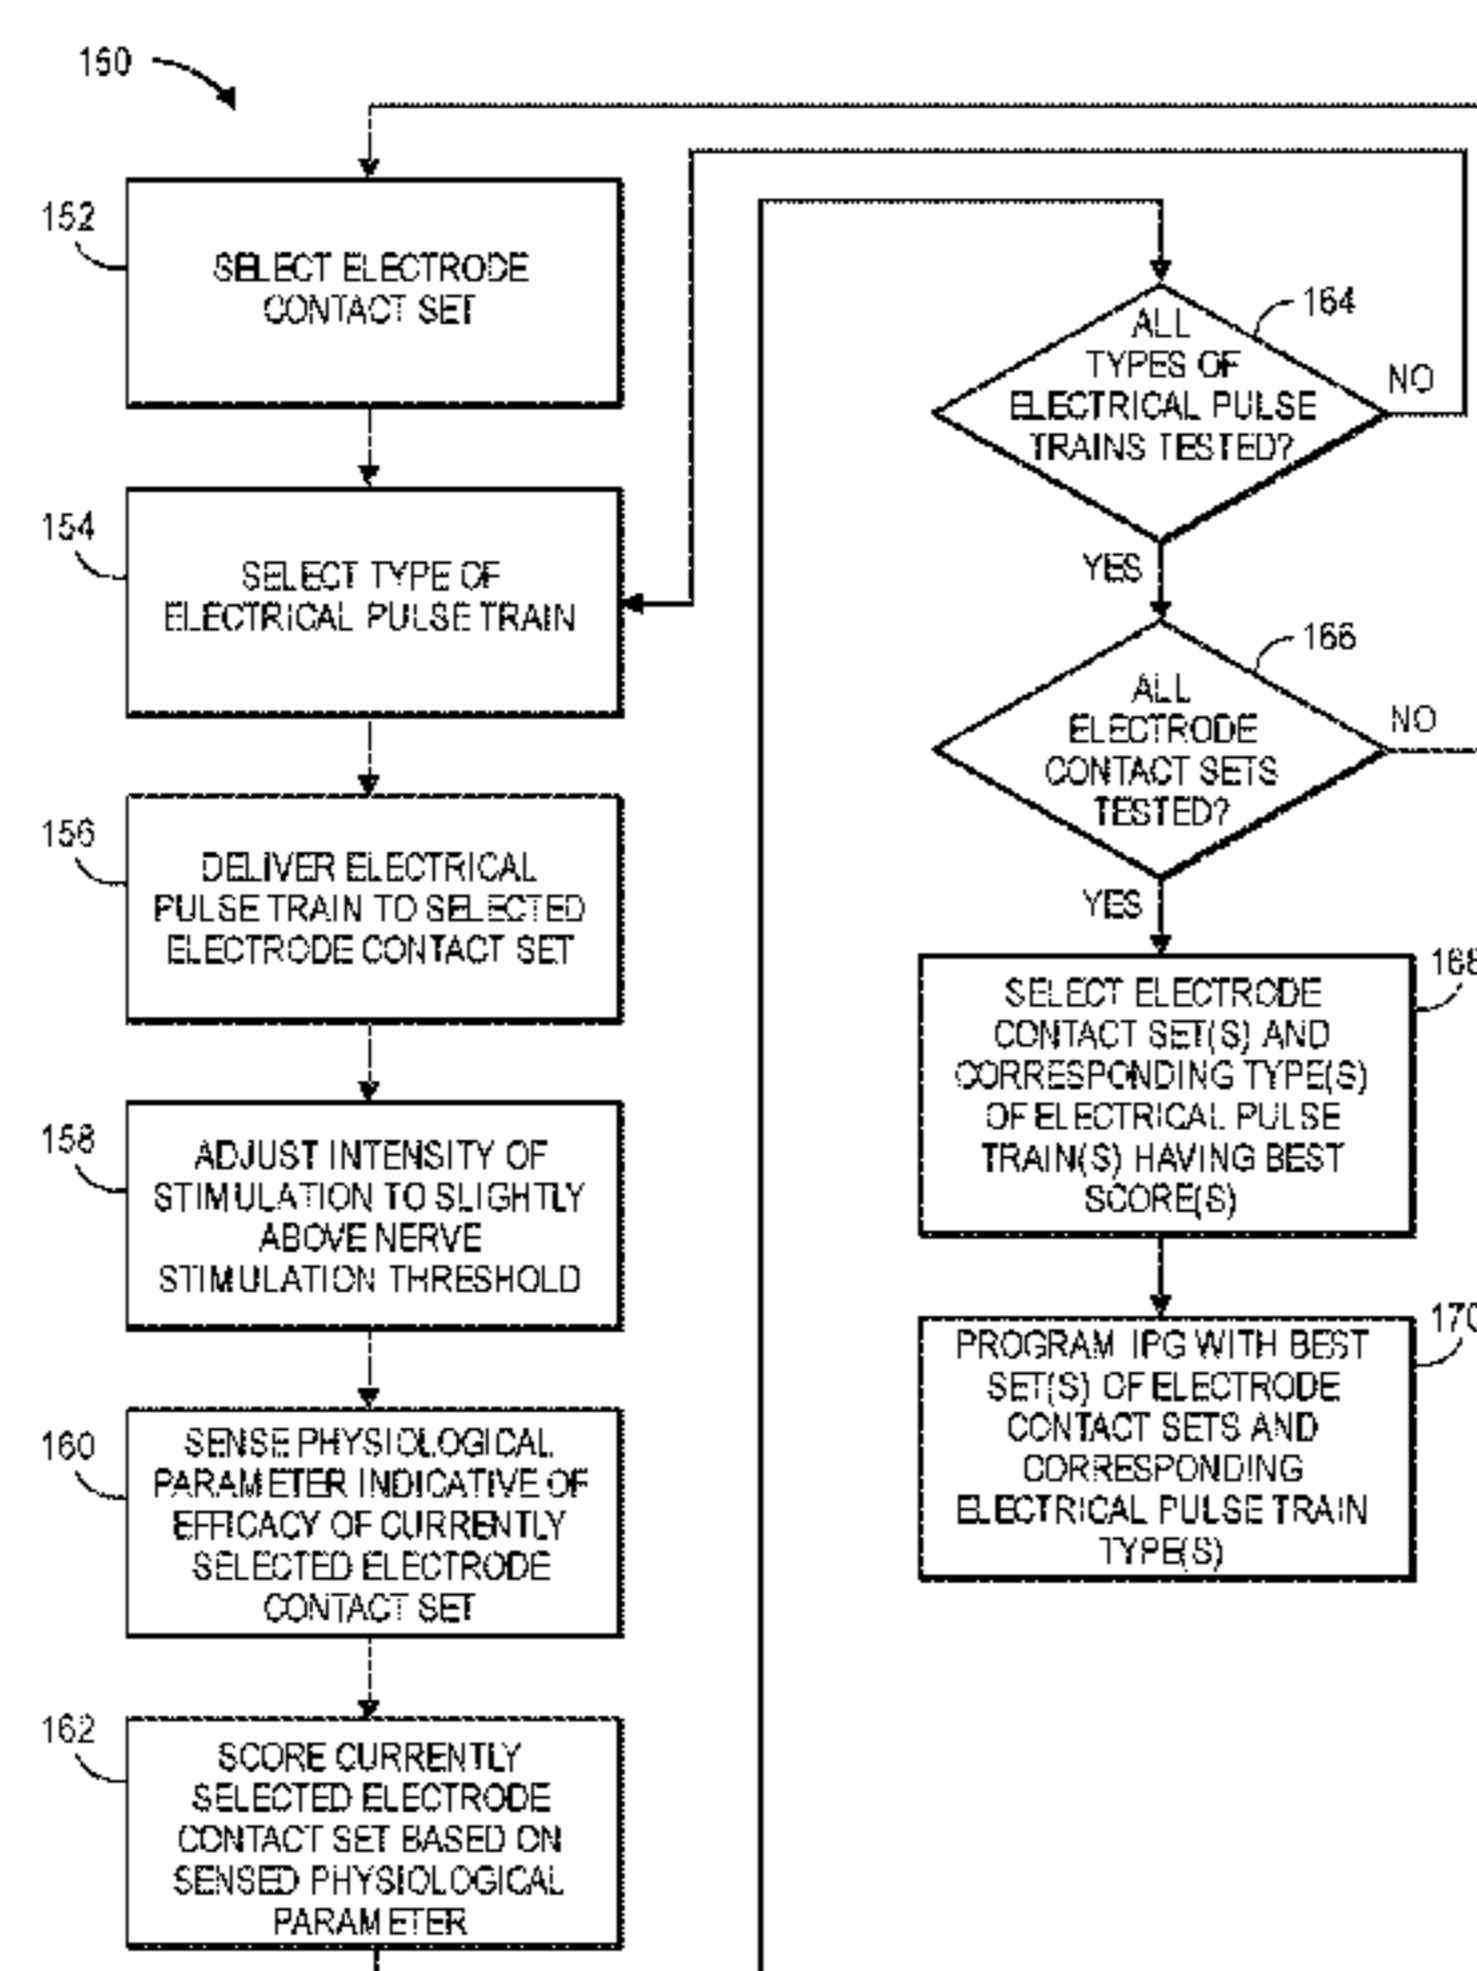 150
152
SELECT ELECTRODE
CONTACT SET
154
SELECT TYPE OF
ELECTRICAL PULSE TRAIN
156
DELIVER ELECTRICAL
PULSE TRAIN TO SELECTED
ELECTRODE CONTACT SET
158
ADJUST INTENSITY OF
STIMULATION TO SLIGHTLY
ABOVE NERVE
STIMULATION THRESHOLD
160
SENSE PHYSIOLOGICAL
PARAMETER INDICATIVE OF
EFFICACY OF CURRENTLY
SELECTED ELECTRODE
CONTACT SET
162
SCORE CURRENTLY
SELECTED ELECTRODE
CONTACT SET BASED ON
SENSED PHYSIOLOGICAL
PARAMETER
164
ALL
TYPES OF
ELECTRICAL PULSE
TRAINS TESTED?
NO
YES
166
ALL
ELECTRODE
CONTACT SETS
TESTED?
NO
YES
168
SELECT ELECTRODE
CONTACT SET(S) AND
CORRESPONDING TYPE(S)
OF ELECTRICAL PULSE
TRAIN(S) HAVING BEST
SCORE(S)
170
PROGRAM IPG WITH BEST
SET(S) OF ELECTRODE
CONTACT SETS AND
CORRESPONDING
ELECTRICAL PULSE TRAIN
TYPE(S)